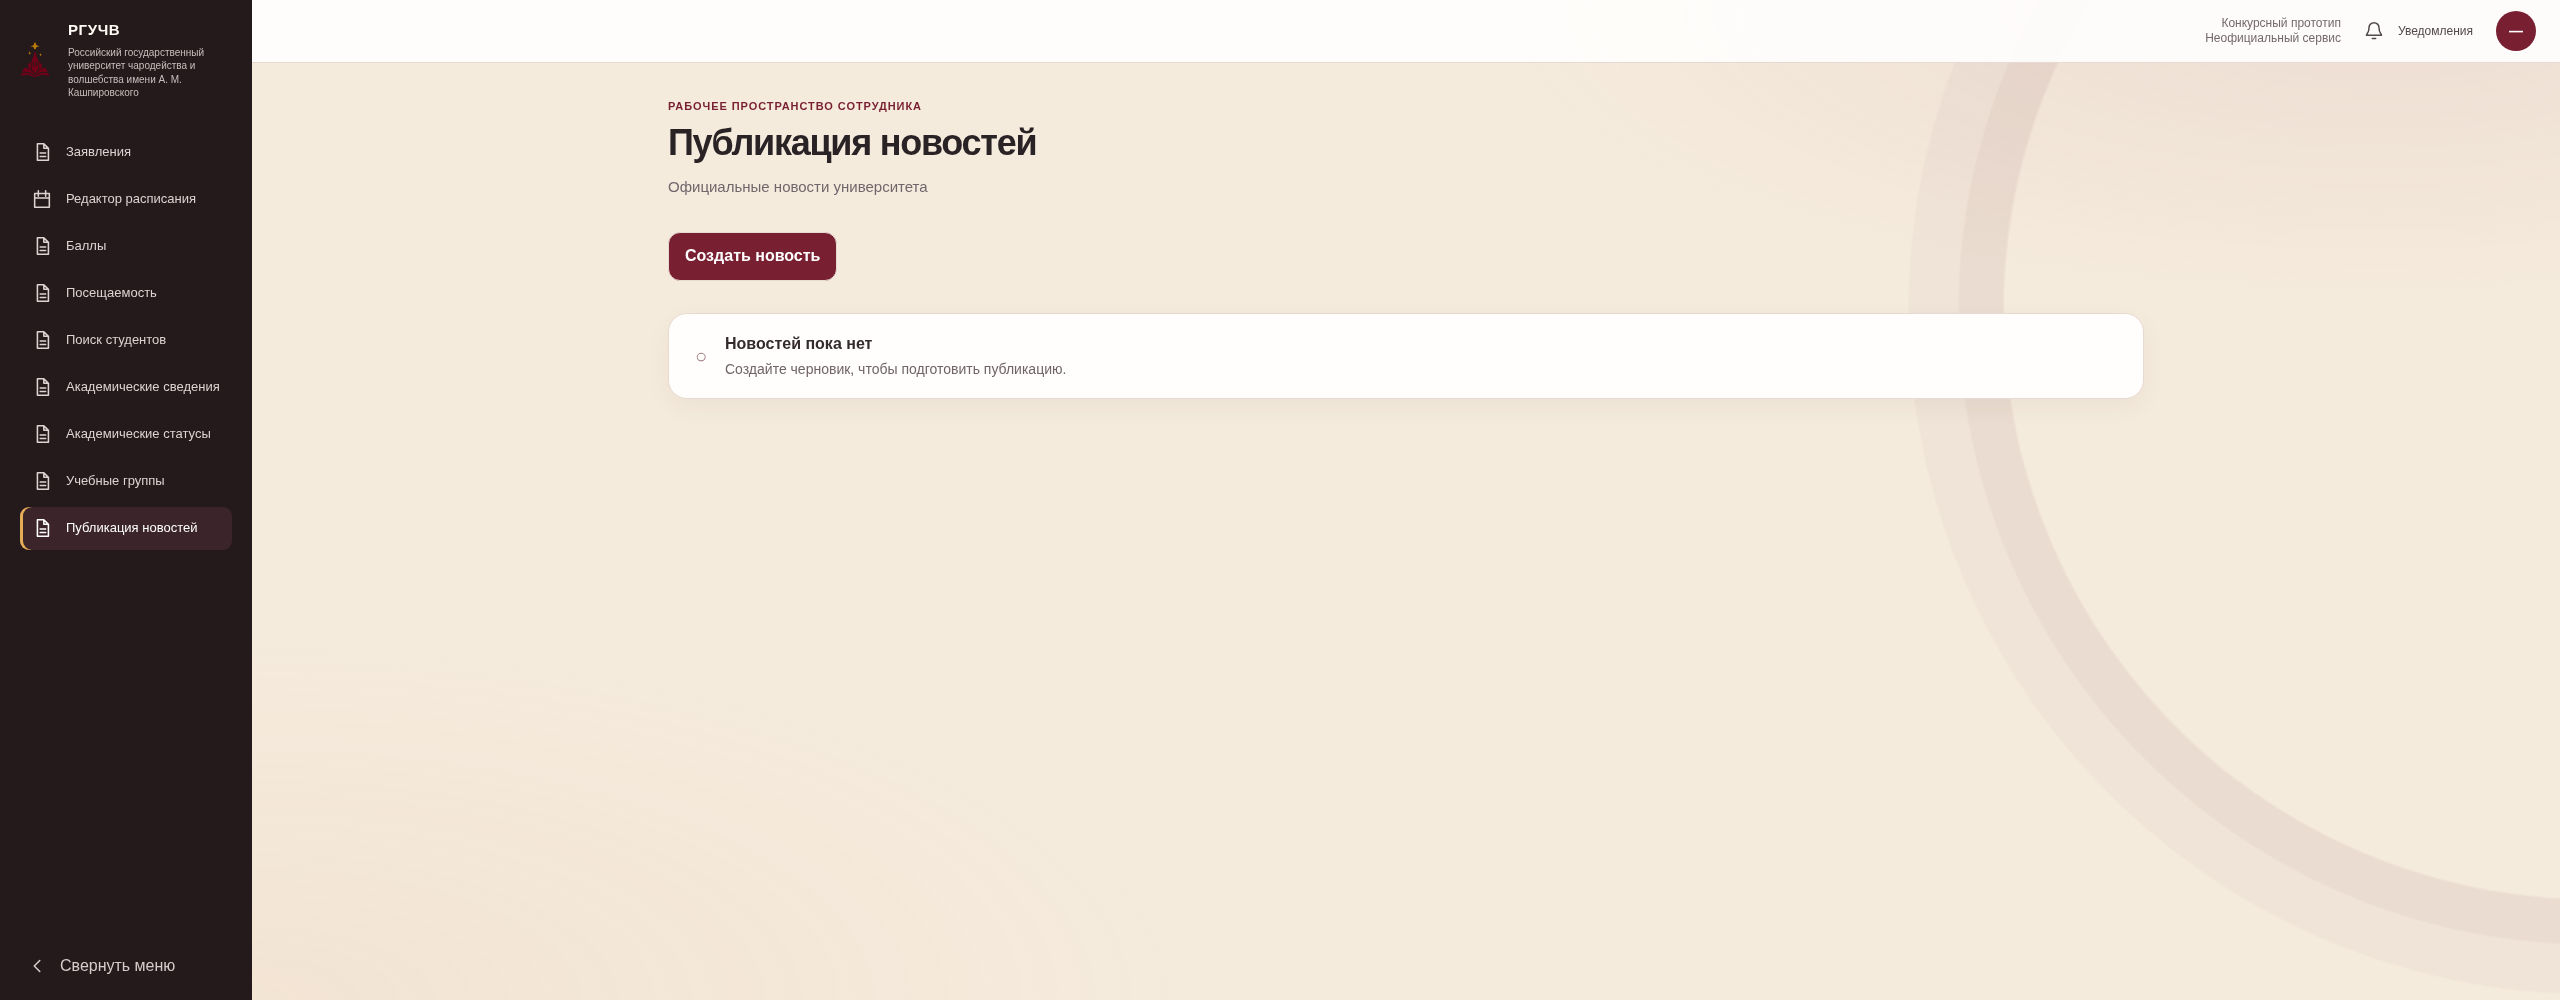 РГУЧВ
Российский государственный
университет чародейства и
волшебства имени А. М.
Кашпировского
Заявления
Редактор расписания
Баллы
Посещаемость
Поиск студентов
Академические сведения
Академические статусы
Учебные группы
Публикация новостей
Свернуть меню
Конкурсный прототип
Неофициальный сервис
Уведомления
РАБОЧЕЕ ПРОСТРАНСТВО СОТРУДНИКА
Публикация новостей
Официальные новости университета
Создать новость
Новостей пока нет
Создайте черновик, чтобы подготовить публикацию.